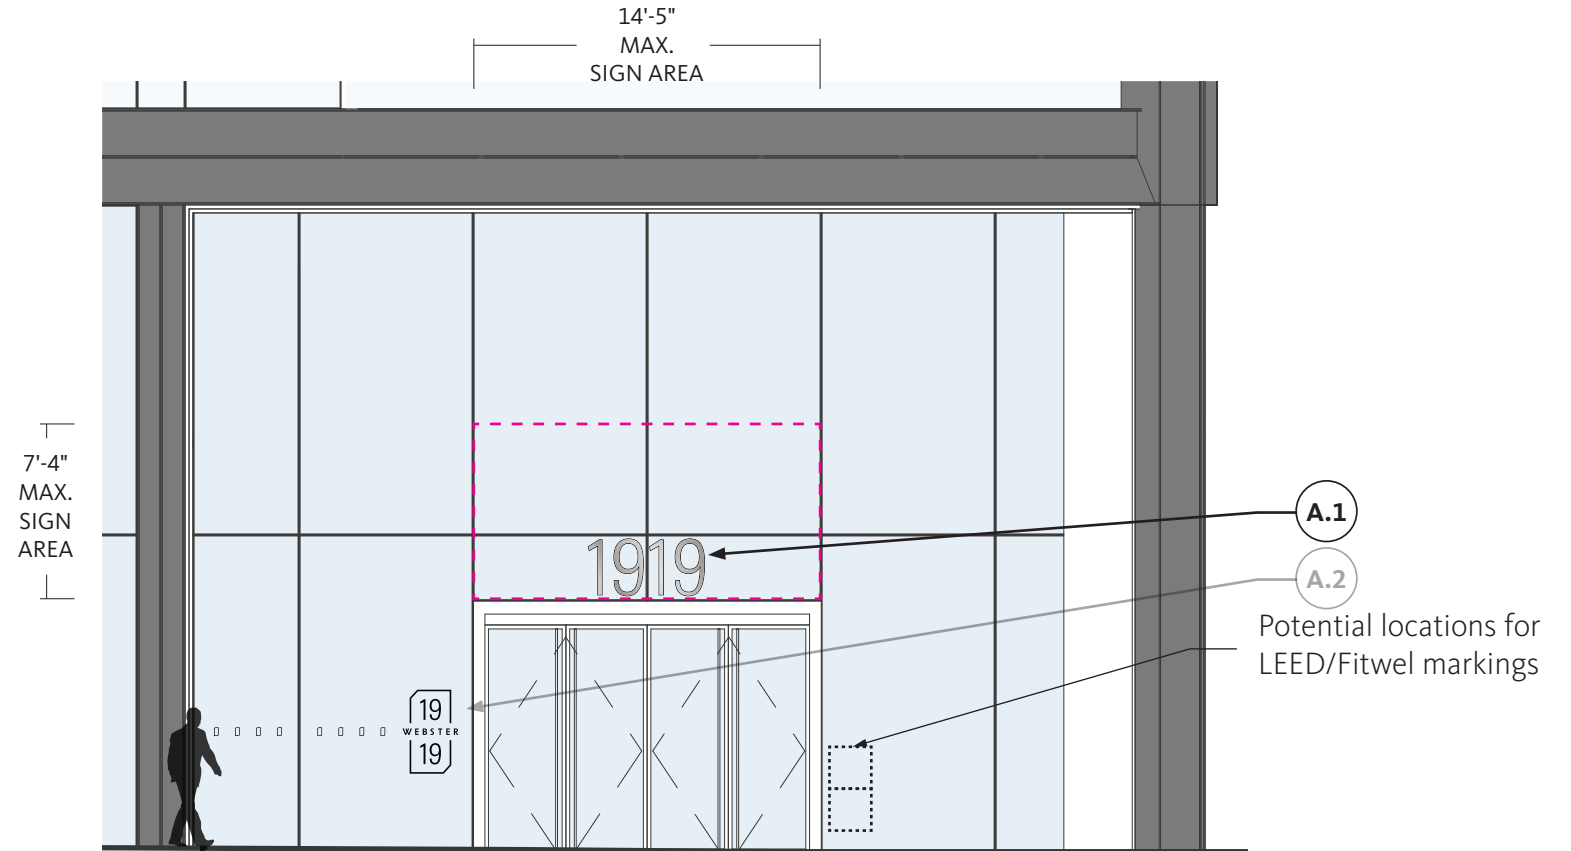 14'-5"
MAX.
SIGN AREA
7'-4"
MAX.
SIGN
AREA
1919
A.1
A.2
Potential locations for
LEED/Fitwel markings
19
WEBSTER
19